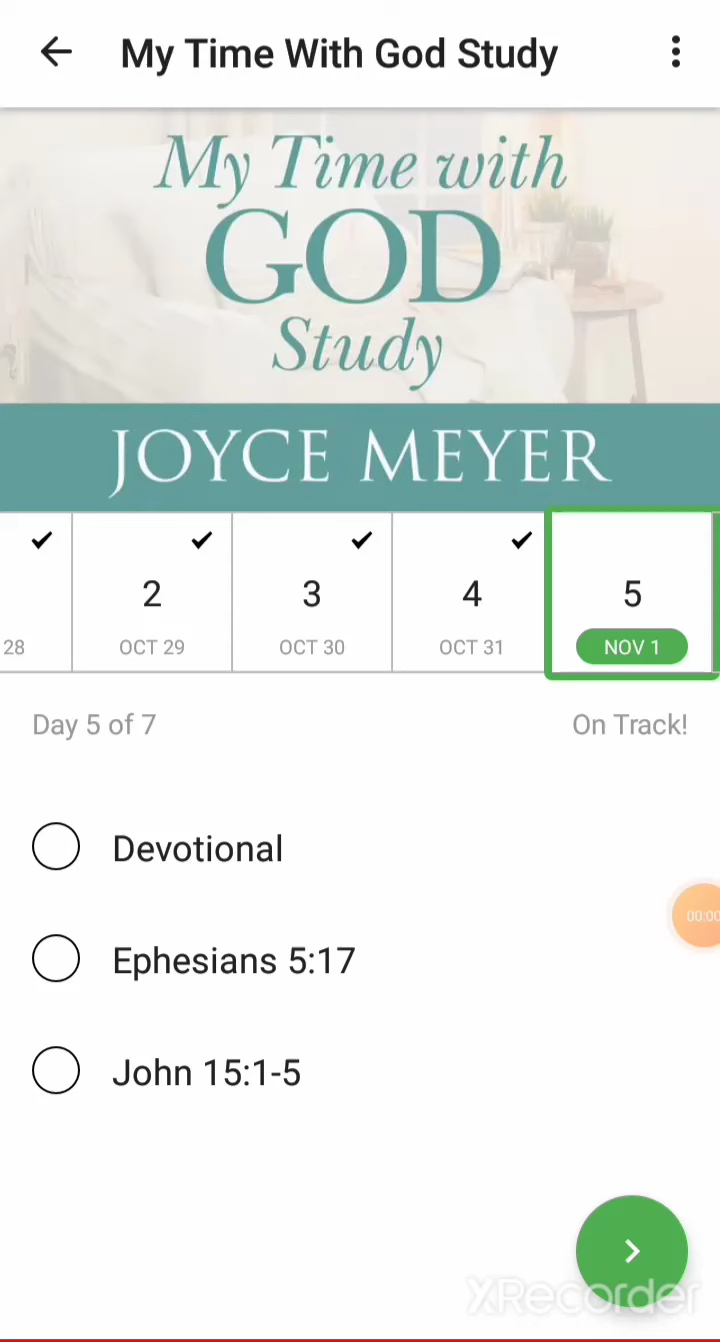 My Time With God Study
My Time with
GOD
Study
JOYCE MEYER
2 3 4 5
28 OCT 29 OCT 30 OCT 31 NOV 1
Day 5 of 7 On Track!
Devotional
00:00
Ephesians 5:17
John 15:1-5
XRecorder